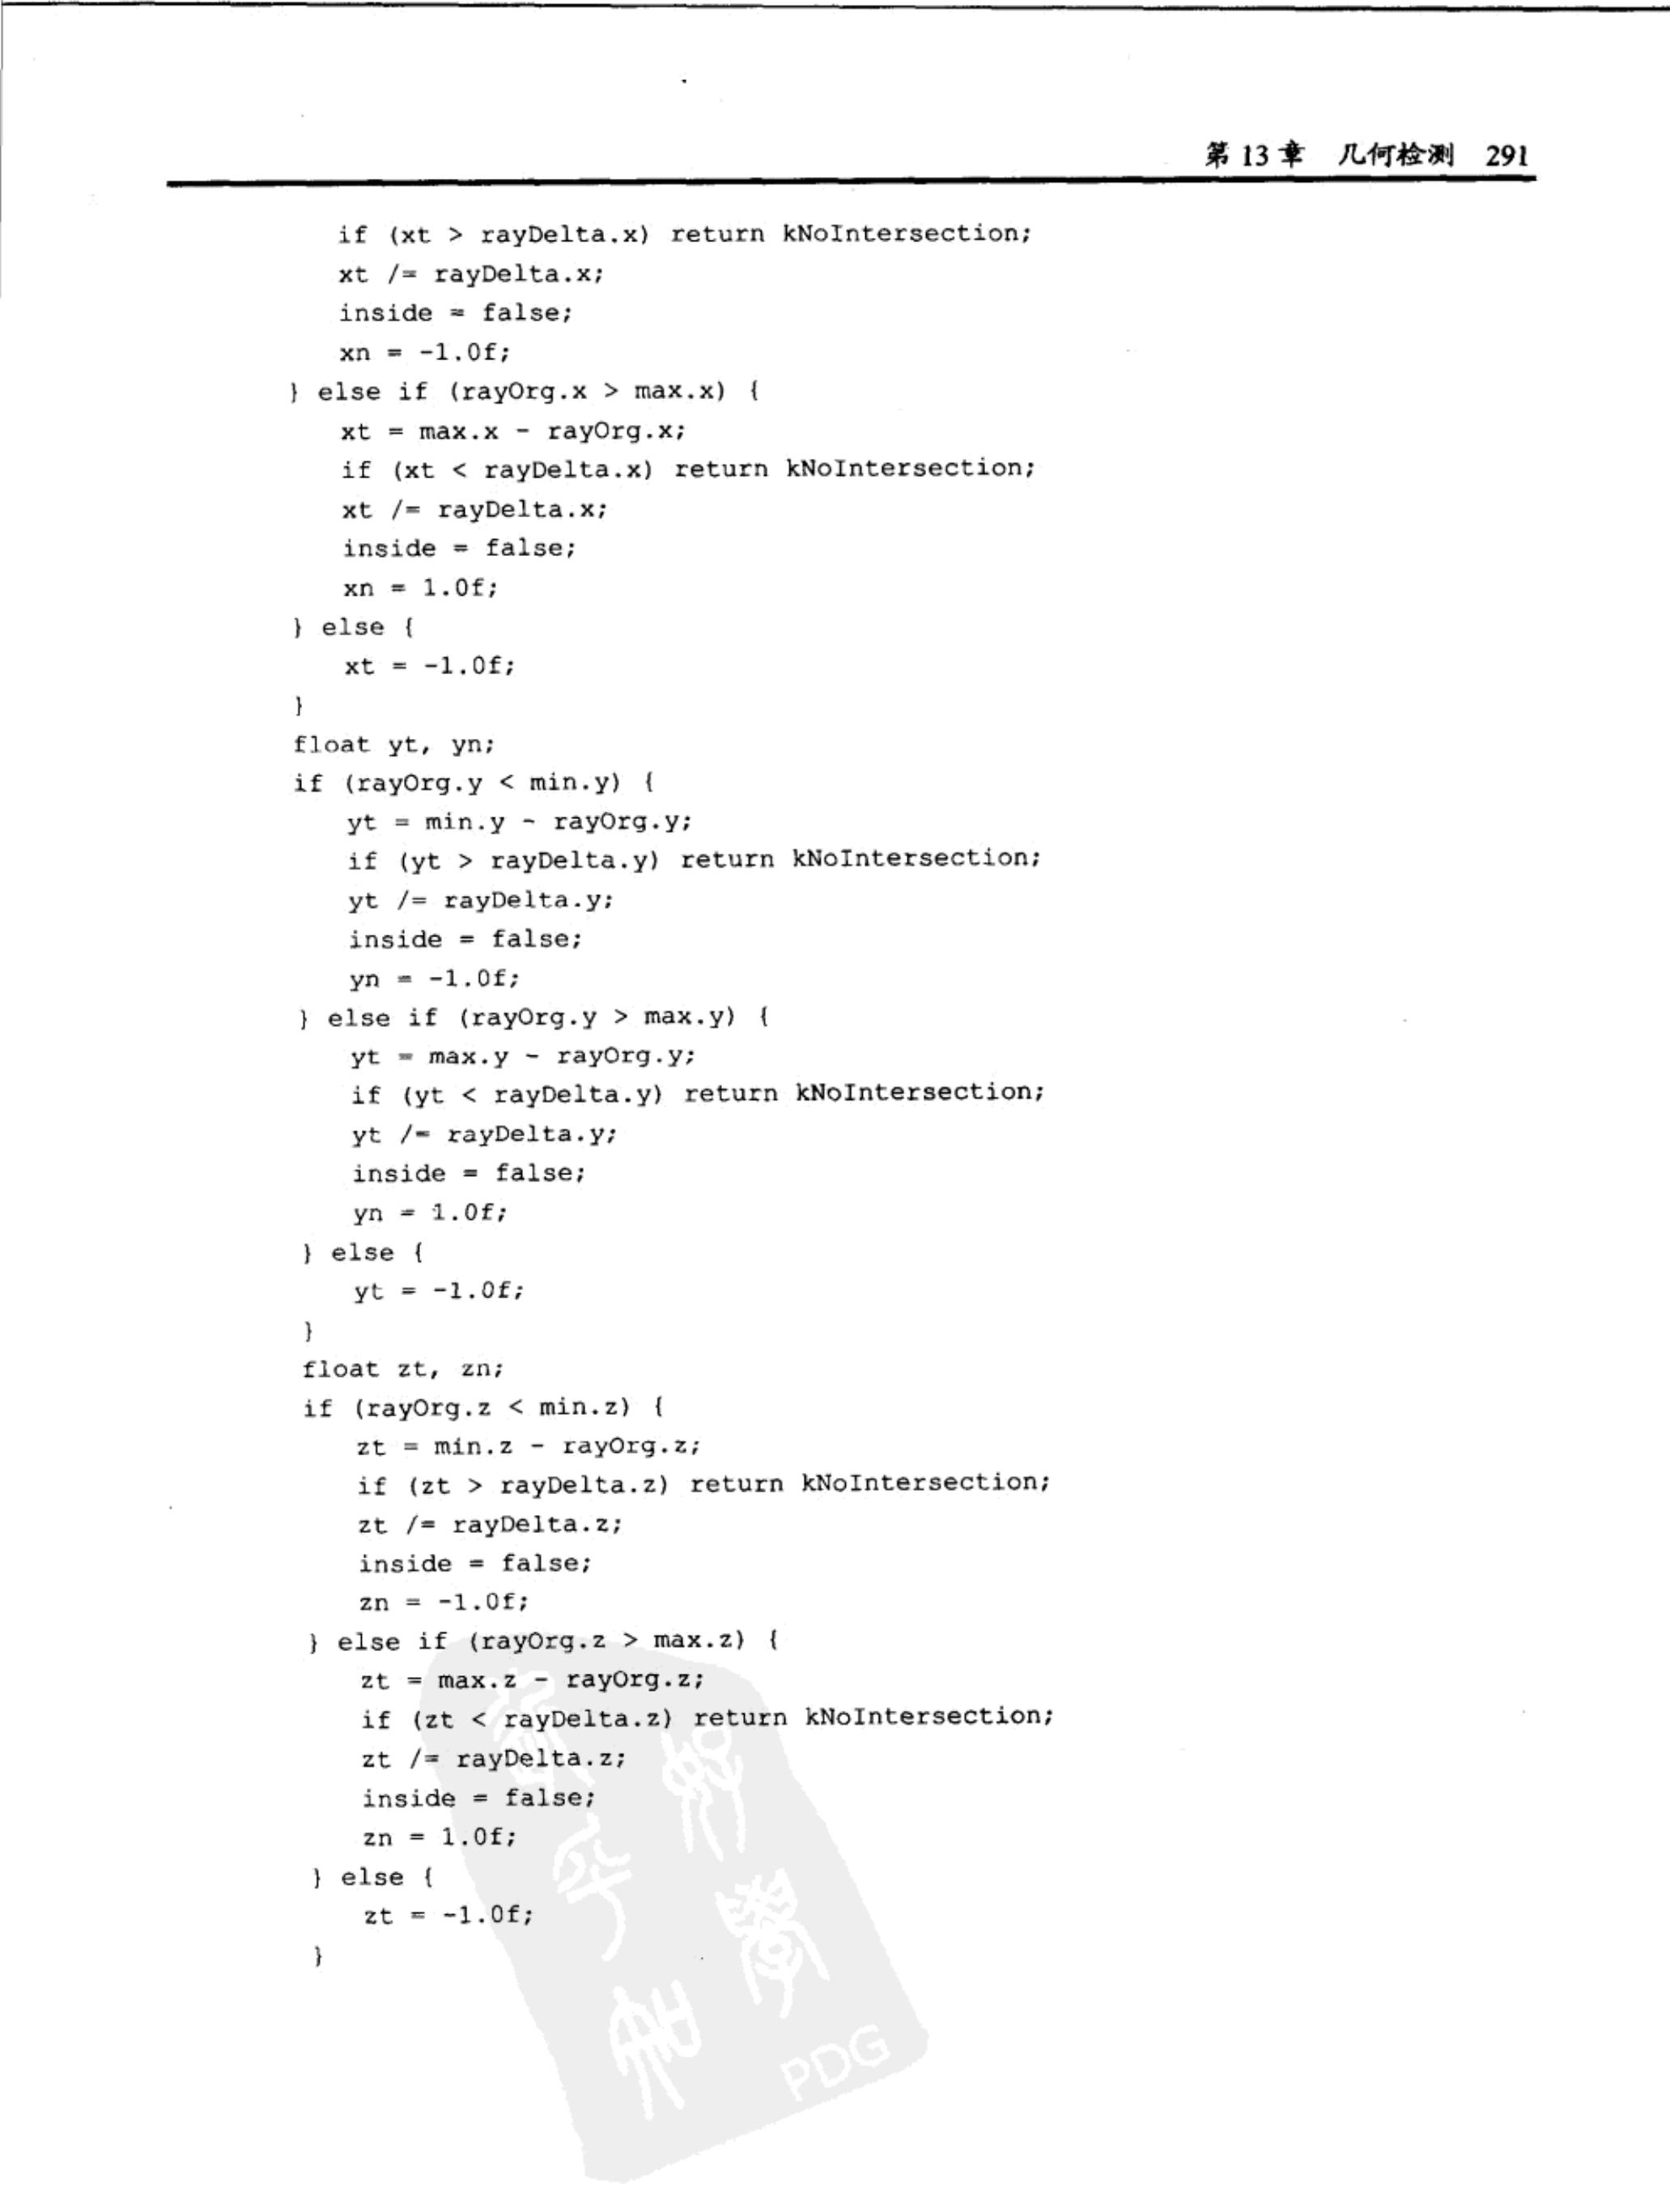 第 13 章 几何检测 291
if (xt > rayDelta.x) return kNoIntersection;
xt /= rayDelta.x;
inside = false;
xn = -1.0f;
} else if (rayOrg.x > max.x) {
xt = max.x - rayOrg.x;
if (xt < rayDelta.x) return kNoIntersection;
xt /= rayDelta.x;
inside = false;
xn = 1.0f;
} else {
xt = -1.0f;
}
float yt, yn;
if (rayOrg.y < min.y) {
yt = min.y - rayOrg.y;
if (yt > rayDelta.y) return kNoIntersection;
yt /= rayDelta.y;
inside = false;
yn = -1.0f;
} else if (rayOrg.y > max.y) {
yt = max.y - rayOrg.y;
if (yt < rayDelta.y) return kNoIntersection;
yt /= rayDelta.y;
inside = false;
yn = 1.0f;
} else {
yt = -1.0f;
}
float zt, zn;
if (rayOrg.z < min.z) {
zt = min.z - rayOrg.z;
if (zt > rayDelta.z) return kNoIntersection;
zt /= rayDelta.z;
inside = false;
zn = -1.0f;
} else if (rayOrg.z > max.z) {
zt = max.z - rayOrg.z;
if (zt < rayDelta.z) return kNoIntersection;
zt /= rayDelta.z;
inside = false;
zn = 1.0f;
} else {
zt = -1.0f;
}
PDG